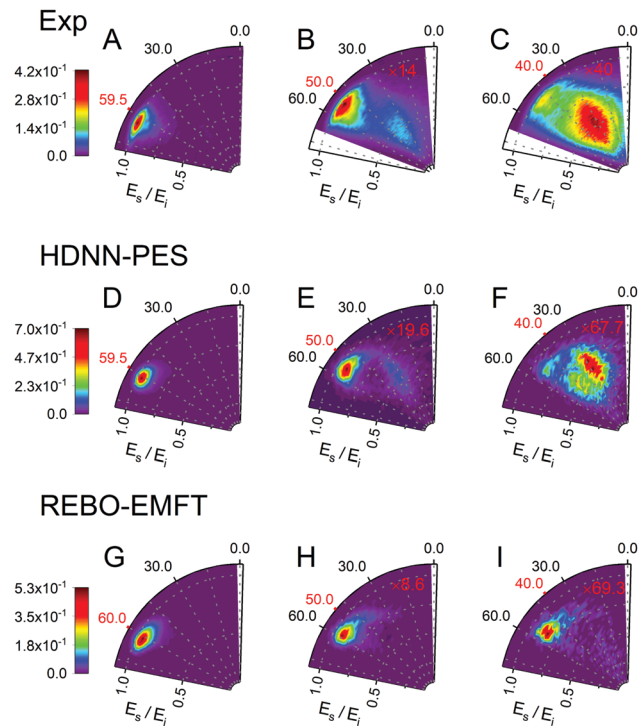 Exp
A
B
C
0.0
0.0
0.0
30.0
30.0
30.0
4.2x10⁻¹
2.8x10⁻¹
1.4x10⁻¹
0.0
59.5
50.0
60.0
×14
40.0
60.0
×40
1.0
0.5
Eₛ / Eᵢ
1.0
0.5
Eₛ / Eᵢ
1.0
0.5
Eₛ / Eᵢ
HDNN-PES
D
E
F
0.0
0.0
0.0
30.0
30.0
30.0
7.0x10⁻¹
4.7x10⁻¹
2.3x10⁻¹
0.0
59.5
50.0
60.0
×19.6
40.0
60.0
×67.7
1.0
0.5
Eₛ / Eᵢ
1.0
0.5
Eₛ / Eᵢ
1.0
0.5
Eₛ / Eᵢ
REBO-EMFT
G
H
I
0.0
0.0
0.0
30.0
30.0
30.0
5.3x10⁻¹
3.5x10⁻¹
1.8x10⁻¹
0.0
60.0
50.0
60.0
40.0
60.0
×69.3
1.0
0.5
Eₛ / Eᵢ
1.0
0.5
Eₛ / Eᵢ
1.0
0.5
Eₛ / Eᵢ